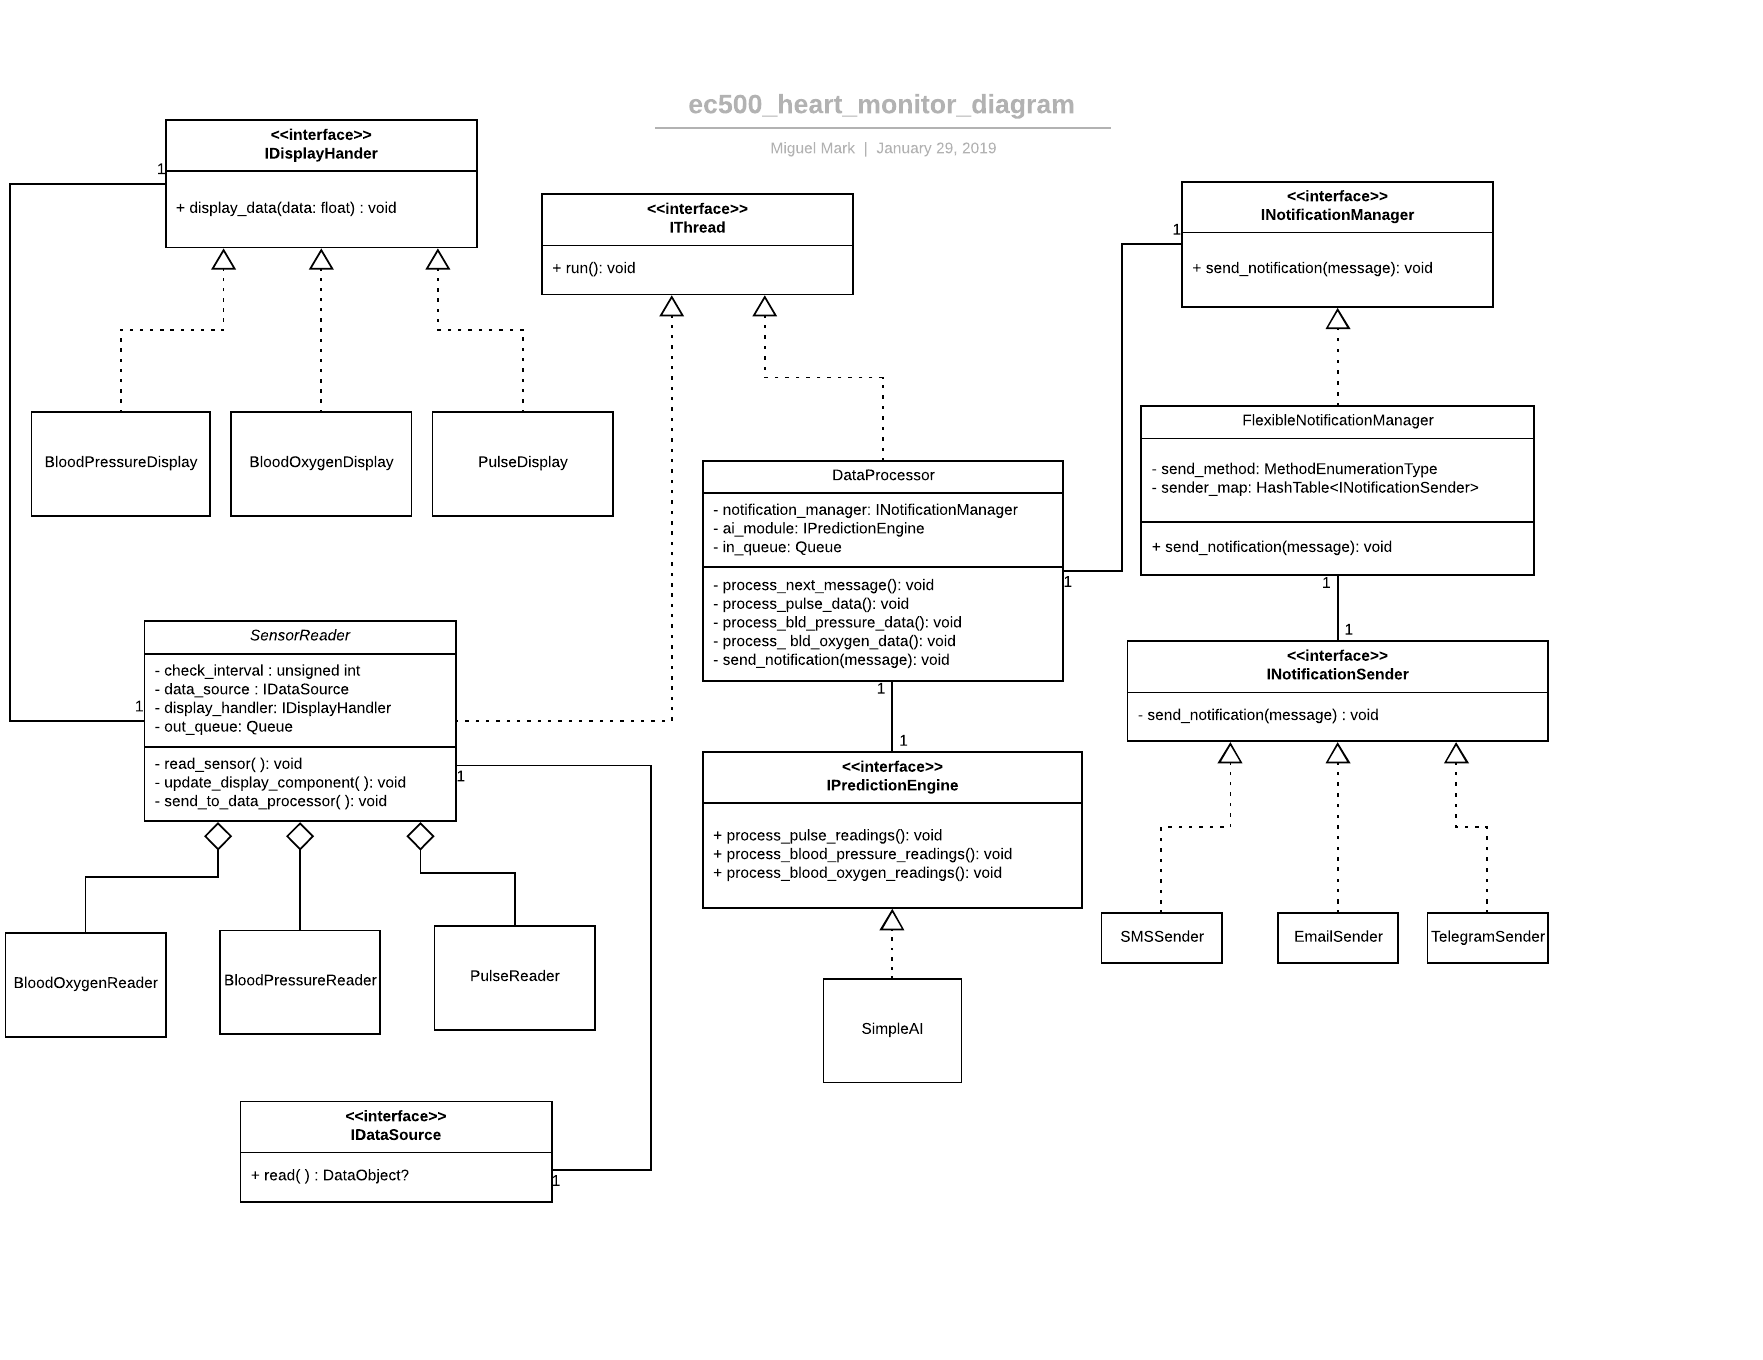 ec500_heart_monitor_diagram
Miguel Mark | January 29, 2019
<<interface>>
IDisplayHander
1
+ display_data(data: float) : void
<<interface>>
IThread
+ run(): void
<<interface>>
INotificationManager
1
+ send_notification(message): void
BloodPressureDisplay
BloodOxygenDisplay
PulseDisplay
FlexibleNotificationManager
- send_method: MethodEnumerationType
- sender_map: HashTable<INotificationSender>
+ send_notification(message): void
1
DataProcessor
- notification_manager: INotificationManager
- ai_module: IPredictionEngine
- in_queue: Queue
1
- process_next_message(): void
- process_pulse_data(): void
- process_bld_pressure_data(): void
- process_ bld_oxygen_data(): void
- send_notification(message): void
1
1
<<interface>>
INotificationSender
- send_notification(message) : void
SensorReader
- check_interval : unsigned int
- data_source : IDataSource
- display_handler: IDisplayHandler
- out_queue: Queue
1
- read_sensor( ): void
- update_display_component( ): void
- send_to_data_processor( ): void
1
1
<<interface>>
IPredictionEngine
+ process_pulse_readings(): void
+ process_blood_pressure_readings(): void
+ process_blood_oxygen_readings(): void
SMSSender
EmailSender
TelegramSender
BloodOxygenReader
BloodPressureReader
PulseReader
SimpleAI
<<interface>>
IDataSource
+ read( ) : DataObject?
1